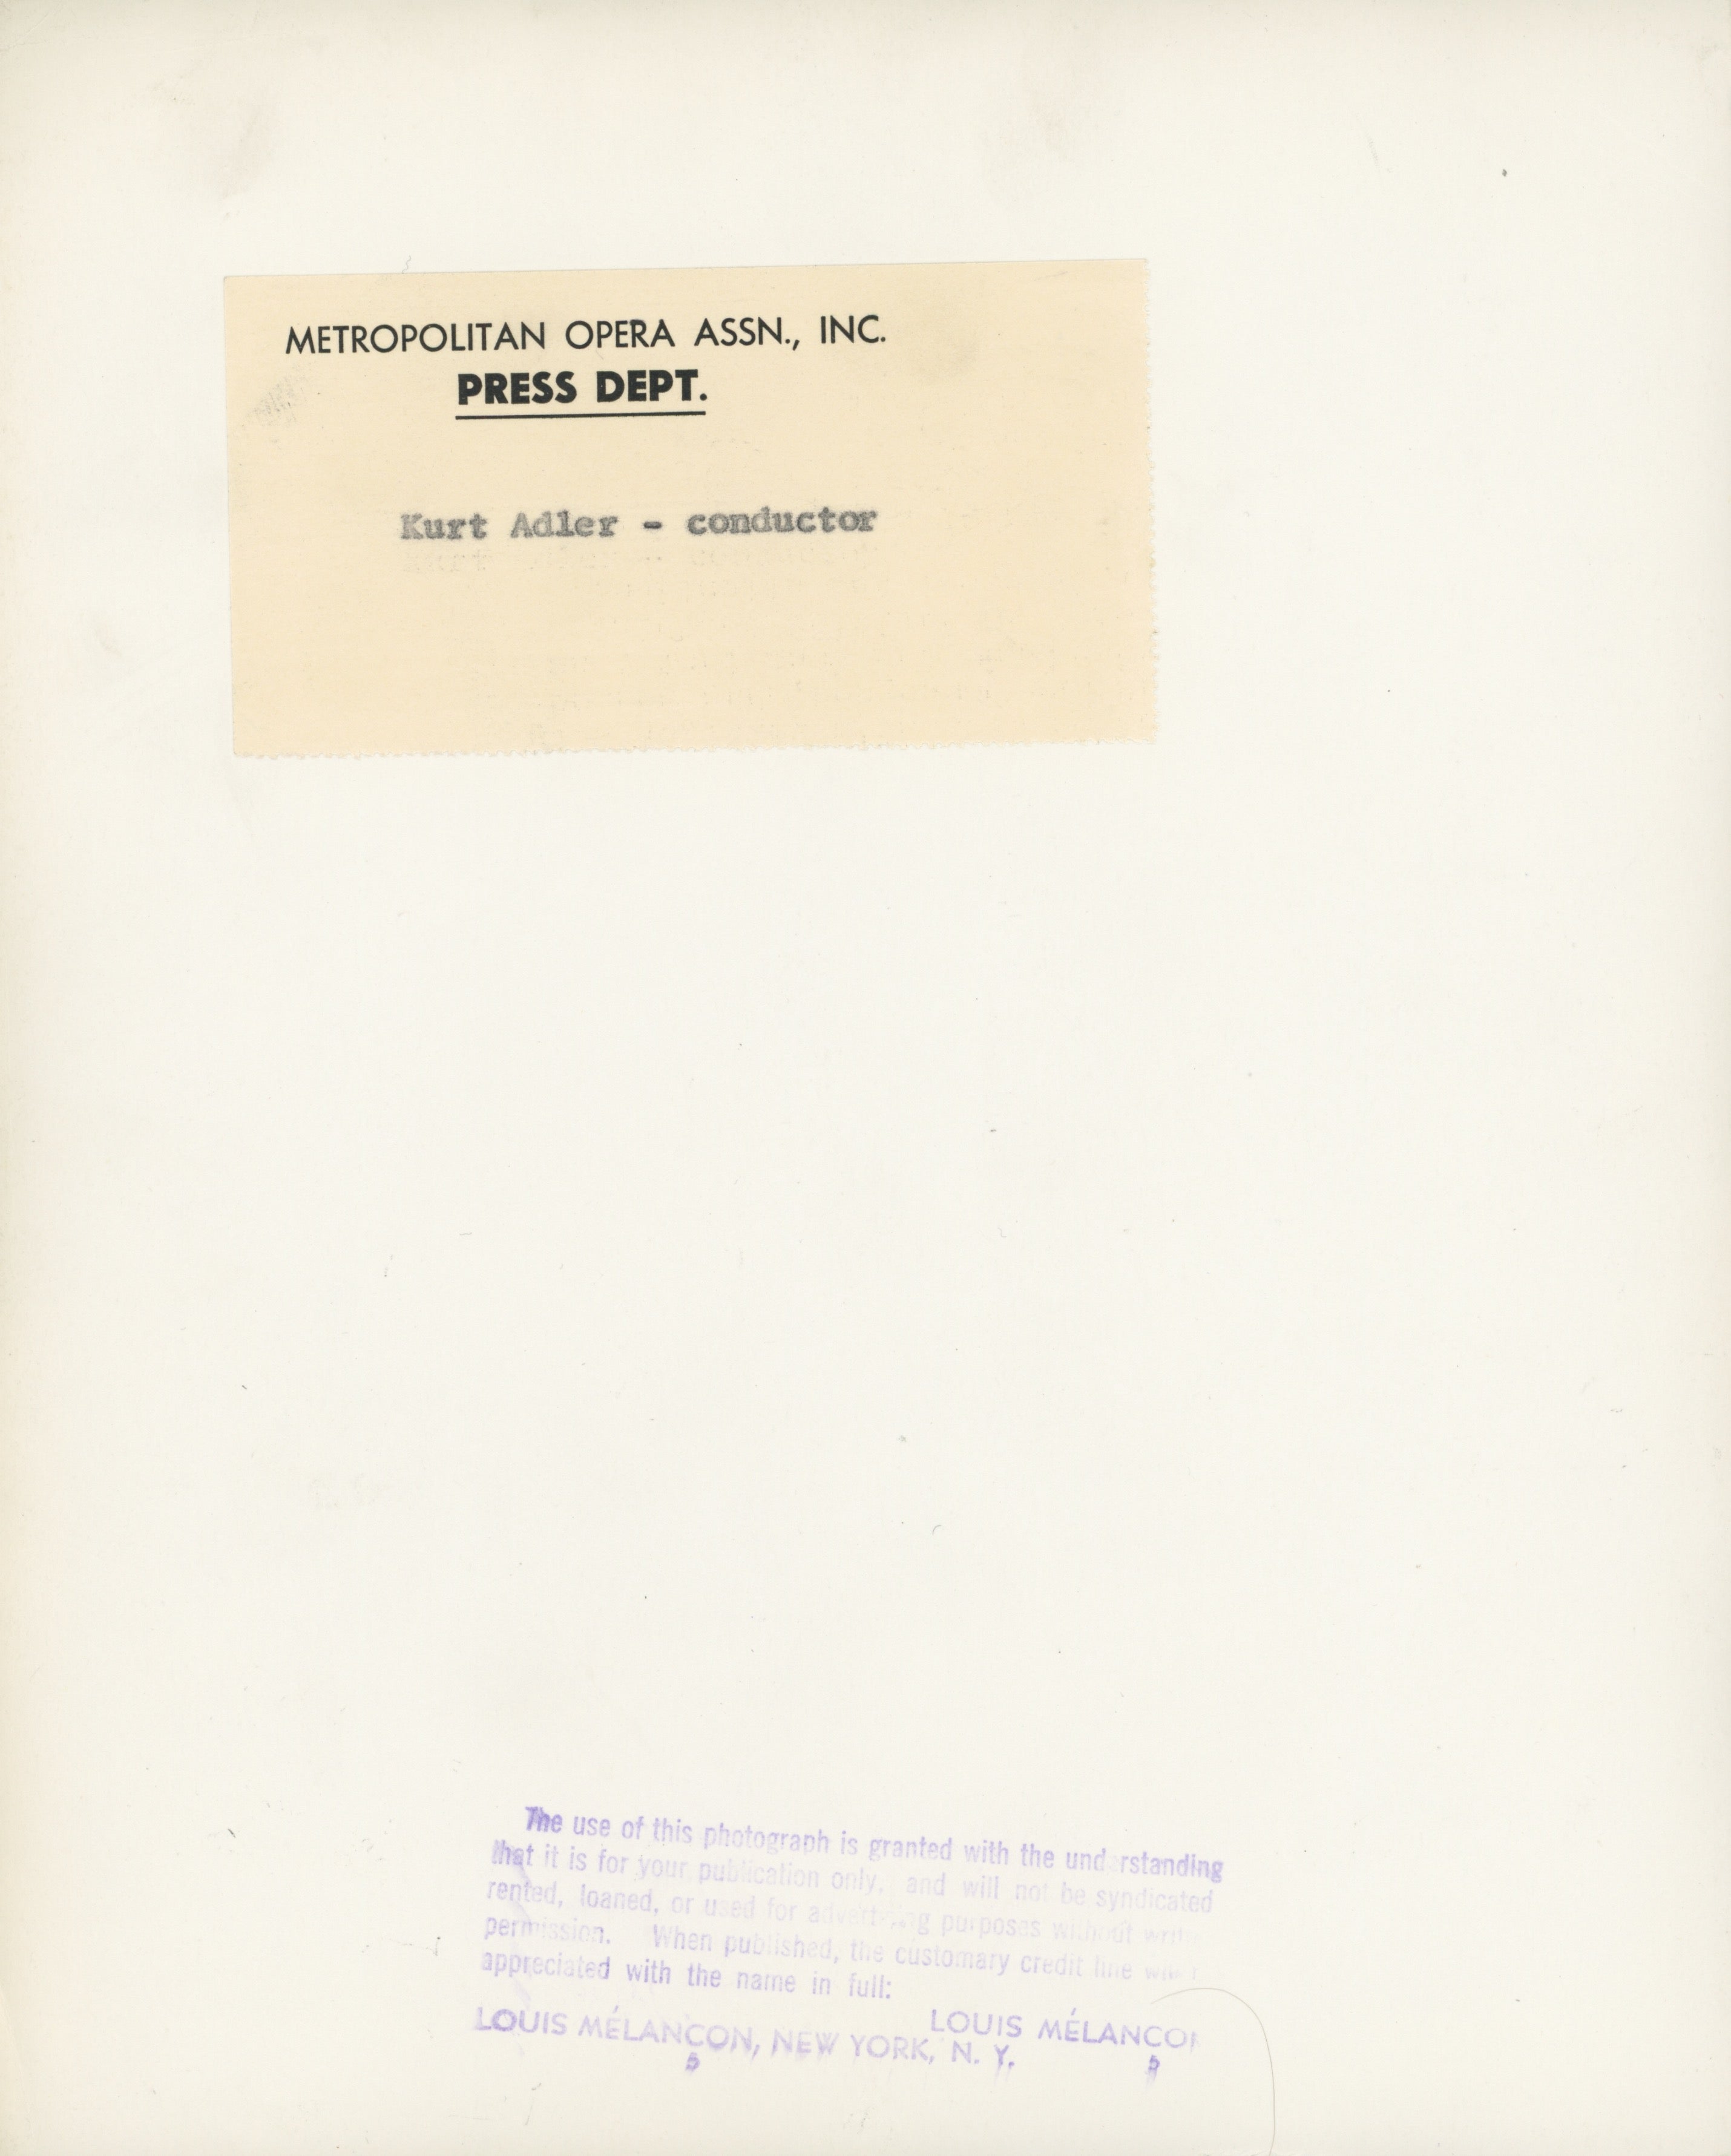 METROPOLITAN OPERA ASSN., INC.
PRESS DEPT.
Kurt Adler - conductor
The use of this photograph is granted with the understanding
that it is for your publication only, and will not be syndicated
rented, loaned, or used for advertising purposes without
permission. When published, the customary credit line
appreciated with the name in full:
LOUIS MÉLANÇO
LOUIS MÉLANÇON, NEW YORK, N. Y.